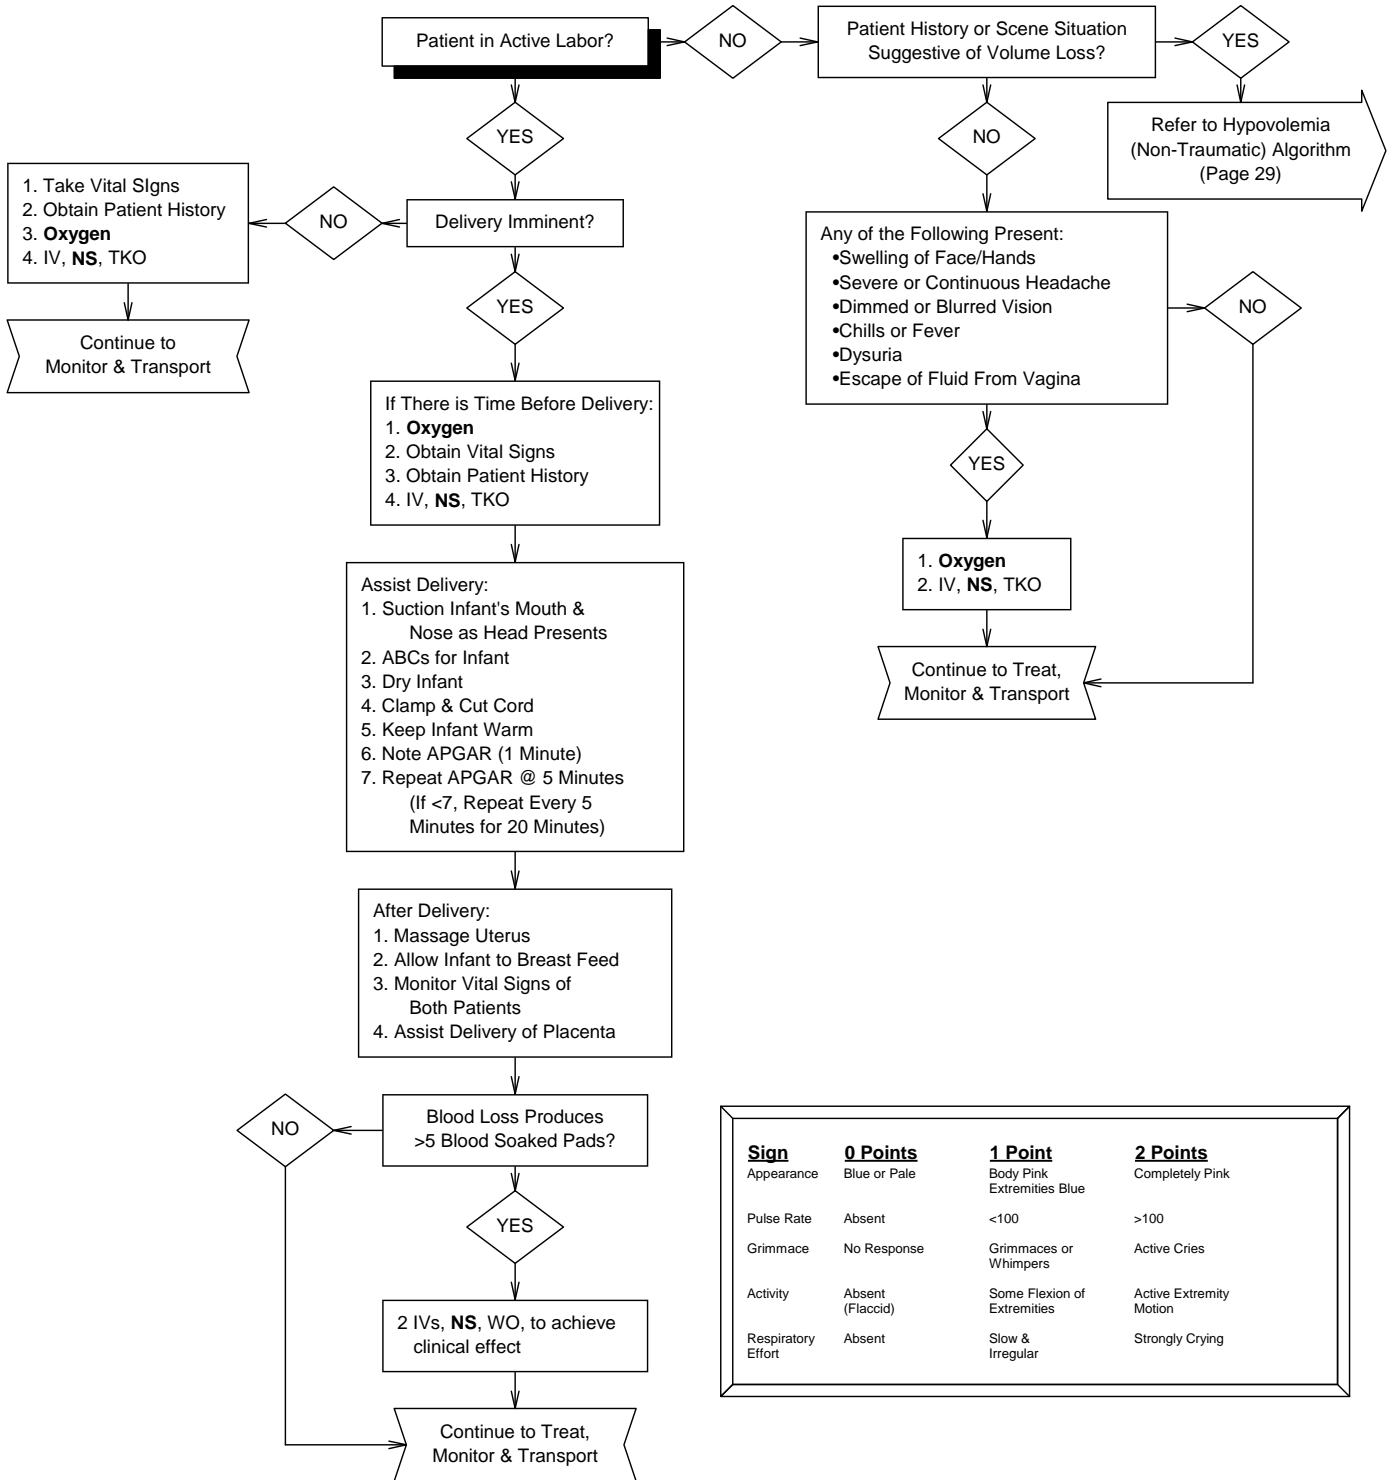 Patient in Active Labor?
NO
Patient History or Scene Situation
Suggestive of Volume Loss?
YES
Refer to Hypovolemia
(Non-Traumatic) Algorithm
(Page 29)
YES
NO
1. Take Vital SIgns
2. Obtain Patient History
3. Oxygen
4. IV, NS, TKO
NO
Delivery Imminent?
Continue to
Monitor & Transport
YES
Any of the Following Present:
•Swelling of Face/Hands
•Severe or Continuous Headache
•Dimmed or Blurred Vision
•Chills or Fever
•Dysuria
•Escape of Fluid From Vagina
NO
YES
1. Oxygen
2. IV, NS, TKO
Continue to Treat,
Monitor & Transport
If There is Time Before Delivery:
1. Oxygen
2. Obtain Vital Signs
3. Obtain Patient History
4. IV, NS, TKO
Assist Delivery:
1. Suction Infant's Mouth &
Nose as Head Presents
2. ABCs for Infant
3. Dry Infant
4. Clamp & Cut Cord
5. Keep Infant Warm
6. Note APGAR (1 Minute)
7. Repeat APGAR @ 5 Minutes
(If <7, Repeat Every 5
Minutes for 20 Minutes)
After Delivery:
1. Massage Uterus
2. Allow Infant to Breast Feed
3. Monitor Vital Signs of
Both Patients
4. Assist Delivery of Placenta
NO
Blood Loss Produces
>5 Blood Soaked Pads?
YES
2 IVs, NS, WO, to achieve
clinical effect
Continue to Treat,
Monitor & Transport
Sign 0 Points 1 Point 2 Points
Appearance Blue or Pale Body Pink Completely Pink
Extremities Blue
Pulse Rate Absent <100 >100
Grimmace No Response Grimmaces or Active Cries
Whimpers
Activity Absent Some Flexion of Active Extremity
(Flaccid) Extremities Motion
Respiratory Absent Slow & Strongly Crying
Effort Irregular